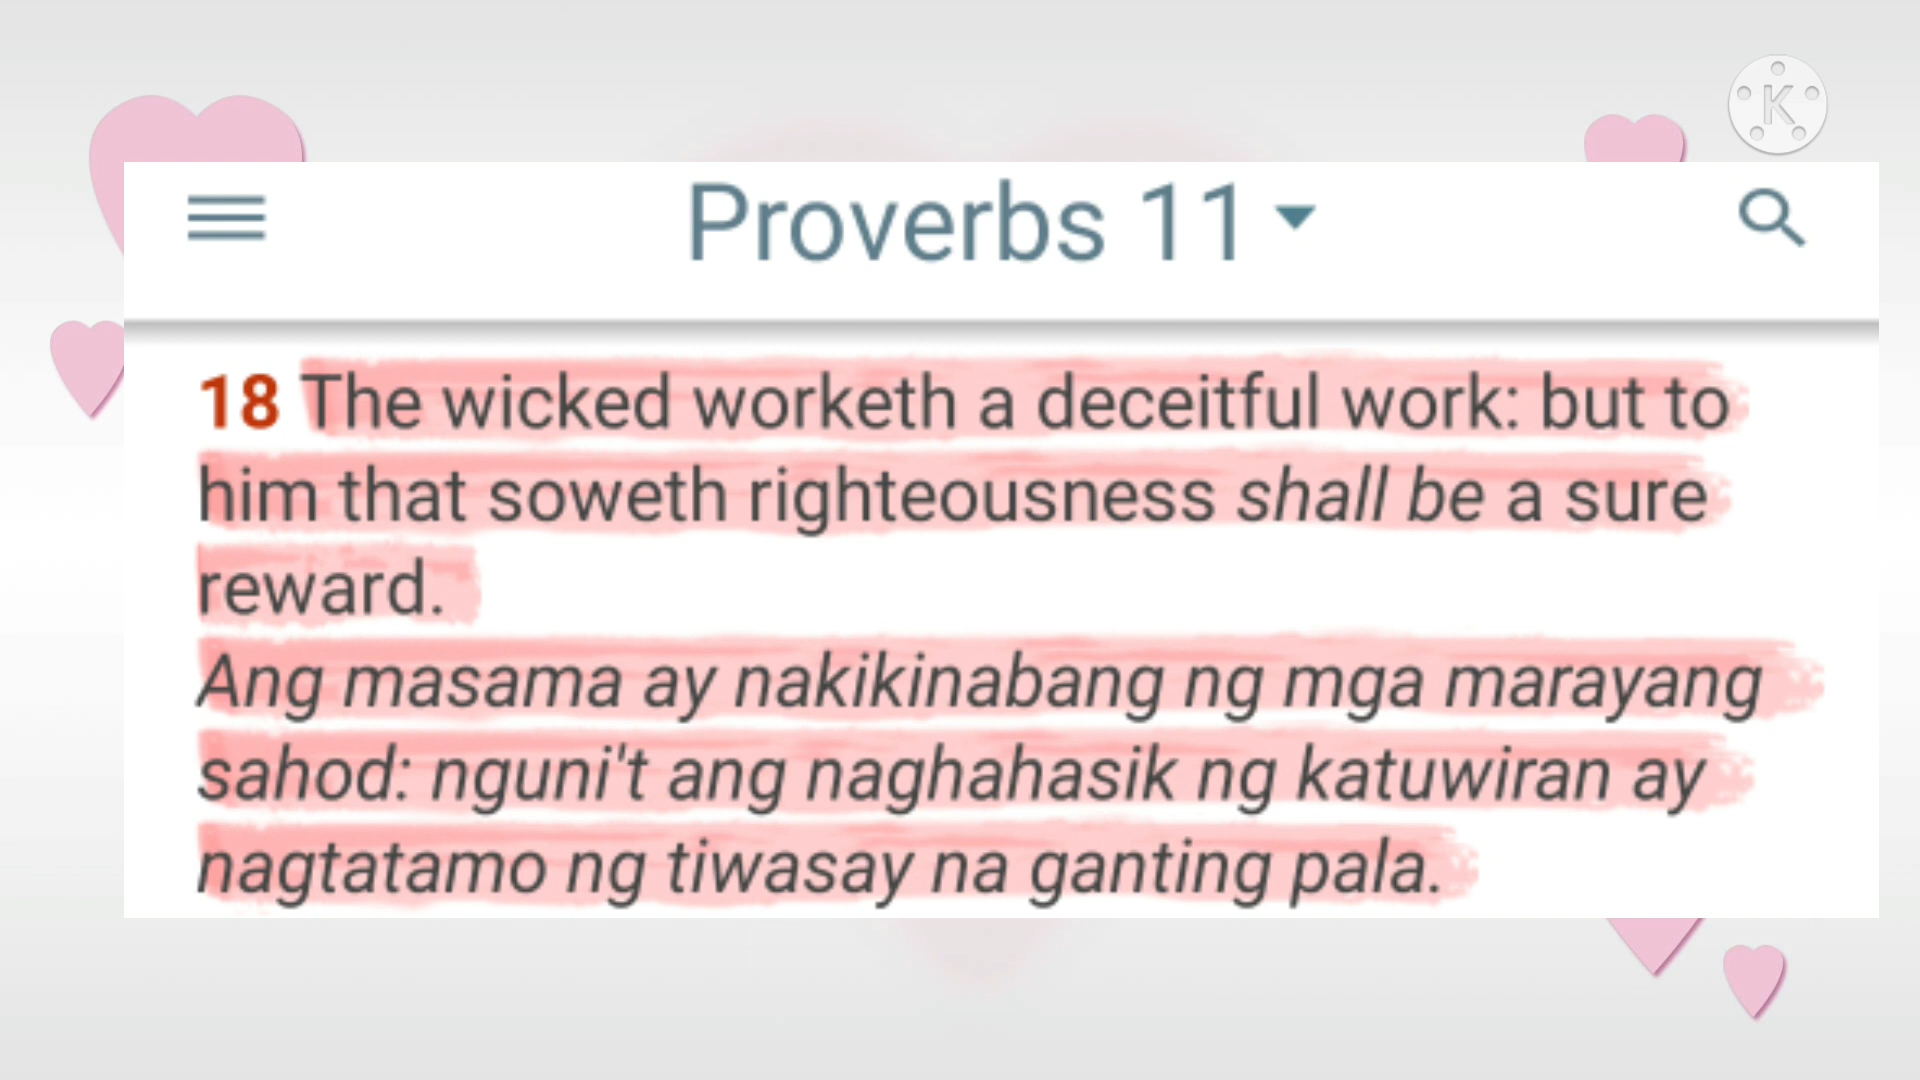 K
Proverbs 11
18 The wicked worketh a deceitful work: but to
him that soweth righteousness shall be a sure
reward.
Ang masama ay nakikinabang ng mga marayang
sahod: nguni't ang naghahasik ng katuwiran ay
nagtatamo ng tiwasay na ganting pala.